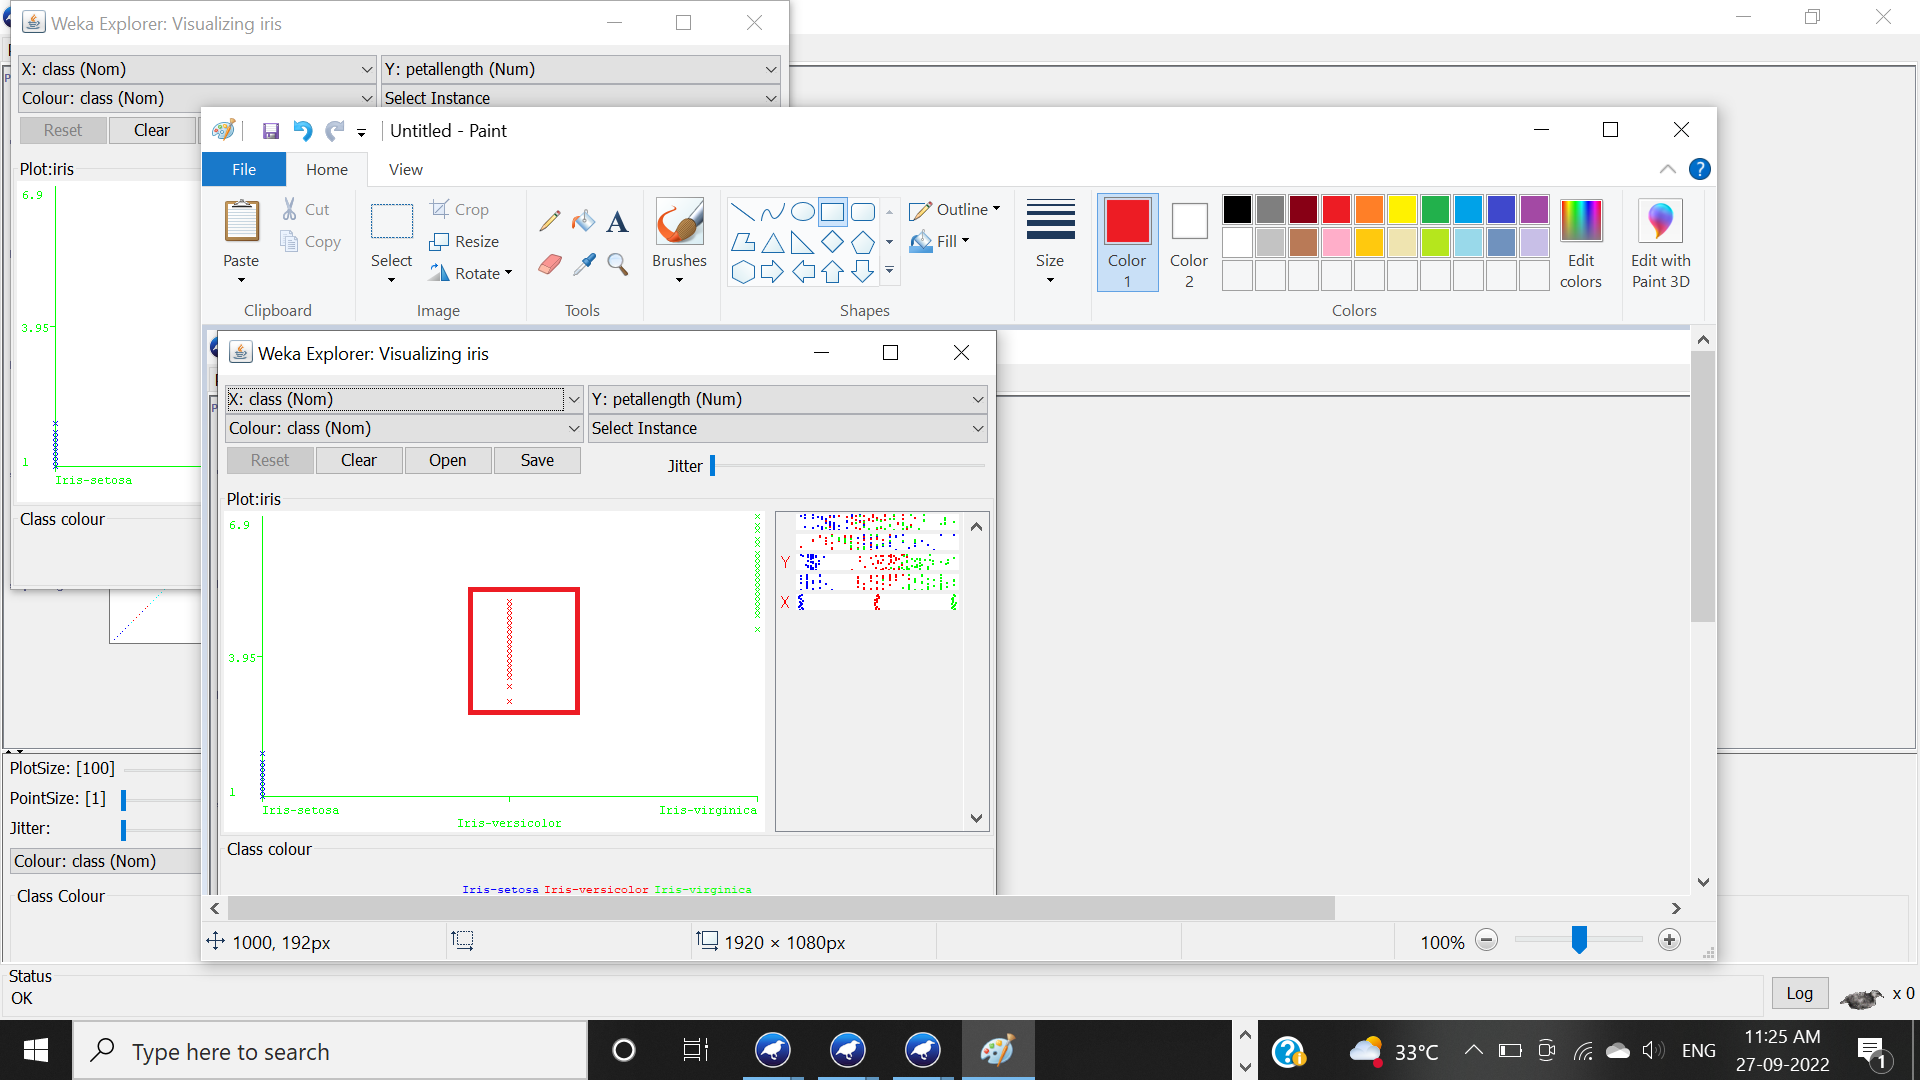 Weka Explorer: Visualizing iris
X: class (Nom)
Y: petallength (Num)
Colour: class (Nom)
Select Instance
Reset
Clear
Plot:iris
6.9
3.95
1
Iris-setosa
Class colour
Untitled - Paint
File
Home
View
Paste
Cut
Copy
Clipboard
Select
Crop
Resize
Rotate
Image
Tools
Brushes
Outline
Fill
Shapes
Size
Color
1
Color
2
Edit
colors
Edit with
Paint 3D
Colors
Weka Explorer: Visualizing iris
X: class (Nom)
Y: petallength (Num)
Colour: class (Nom)
Select Instance
Reset
Clear
Open
Save
Jitter
Plot:iris
6.9
3.95
1
Iris-setosa
Iris-versicolor
Iris-virginica
Y
X
Class colour
Iris-setosa Iris-versicolor Iris-virginica
1000, 192px
1920 × 1080px
100%
PlotSize: [100]
PointSize: [1]
Jitter:
Colour: class (Nom)
Class Colour
Status
OK
Log
x 0
Type here to search
33°C
ENG
11:25 AM
27-09-2022
1